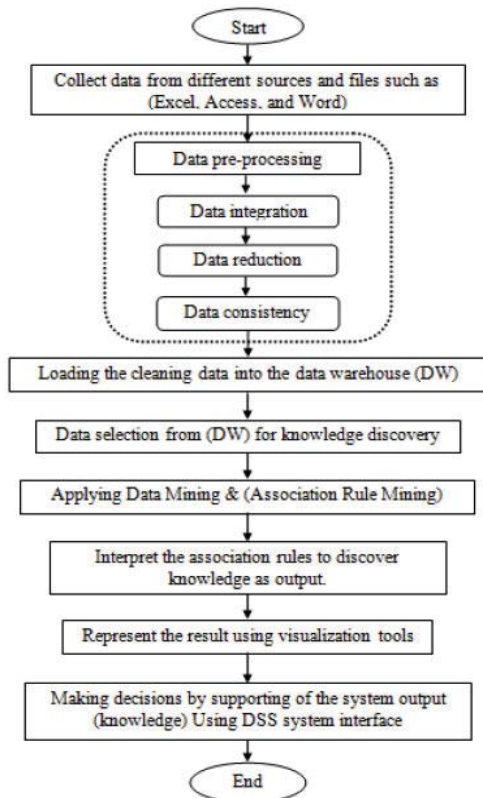 Start
Collect data from different sources and files such as
(Excel, Access, and Word)
Data pre-processing
Data integration
Data reduction
Data consistency
Loading the cleaning data into the data warehouse (DW)
Data selection from (DW) for knowledge discovery
Applying Data Mining & (Association Rule Mining)
Interpret the association rules to discover
knowledge as output.
Represent the result using visualization tools
Making decisions by supporting of the system output
(knowledge) Using DSS system interface
End